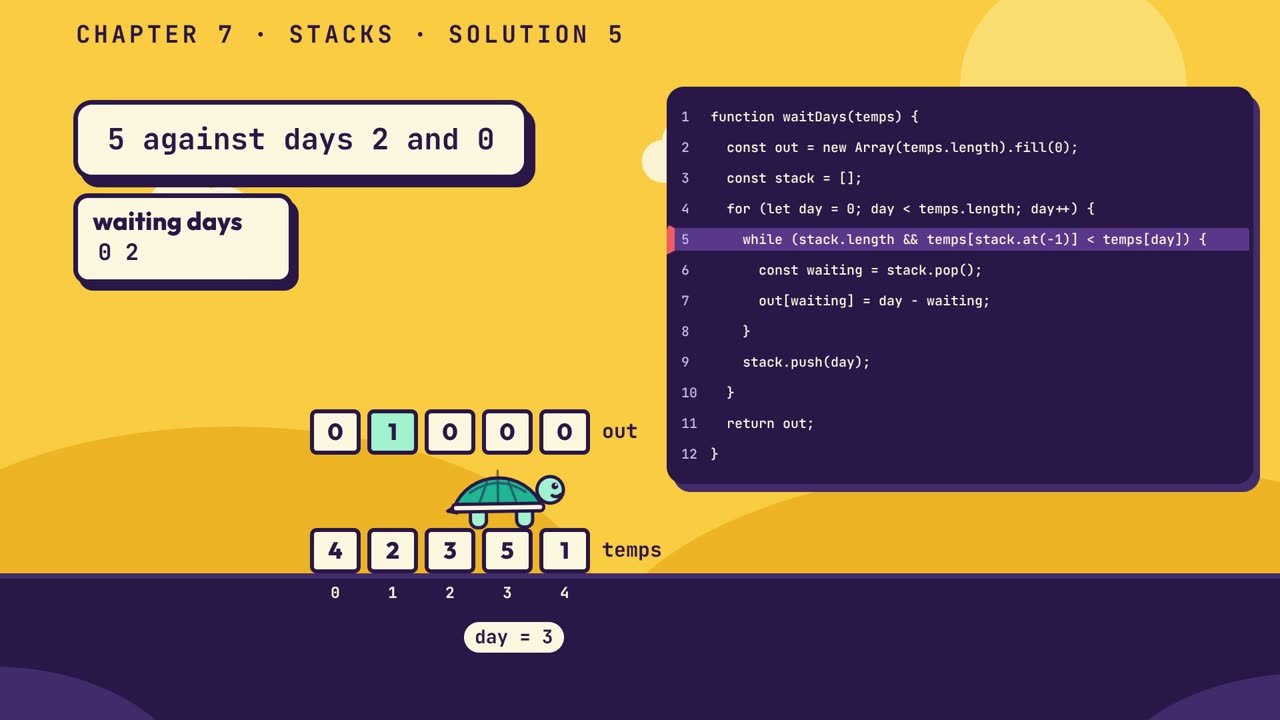 CHAPTER 7 · STACKS · SOLUTION 5
5 against days 2 and 0
waiting days
0 2
1 function waitDays(temps) {
2 const out = new Array(temps.length).fill(0);
3 const stack = [];
4 for (let day = 0; day < temps.length; day++) {
5 while (stack.length && temps[stack.at(-1)] < temps[day]) {
6 const waiting = stack.pop();
7 out[waiting] = day - waiting;
8 }
9 stack.push(day);
10 }
11 return out;
12 }
0 1 0 0 0 out
4 2 3 5 1 temps
0 1 2 3 4
day = 3